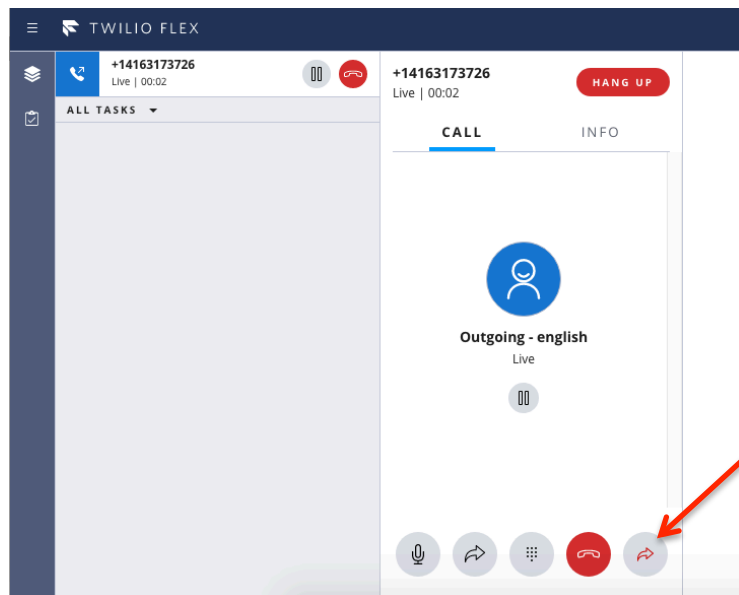 TWILIO FLEX
+14163173726
Live | 00:02
ALL TASKS
+14163173726
Live | 00:02
HANG UP
CALL INFO
Outgoing - english
Live